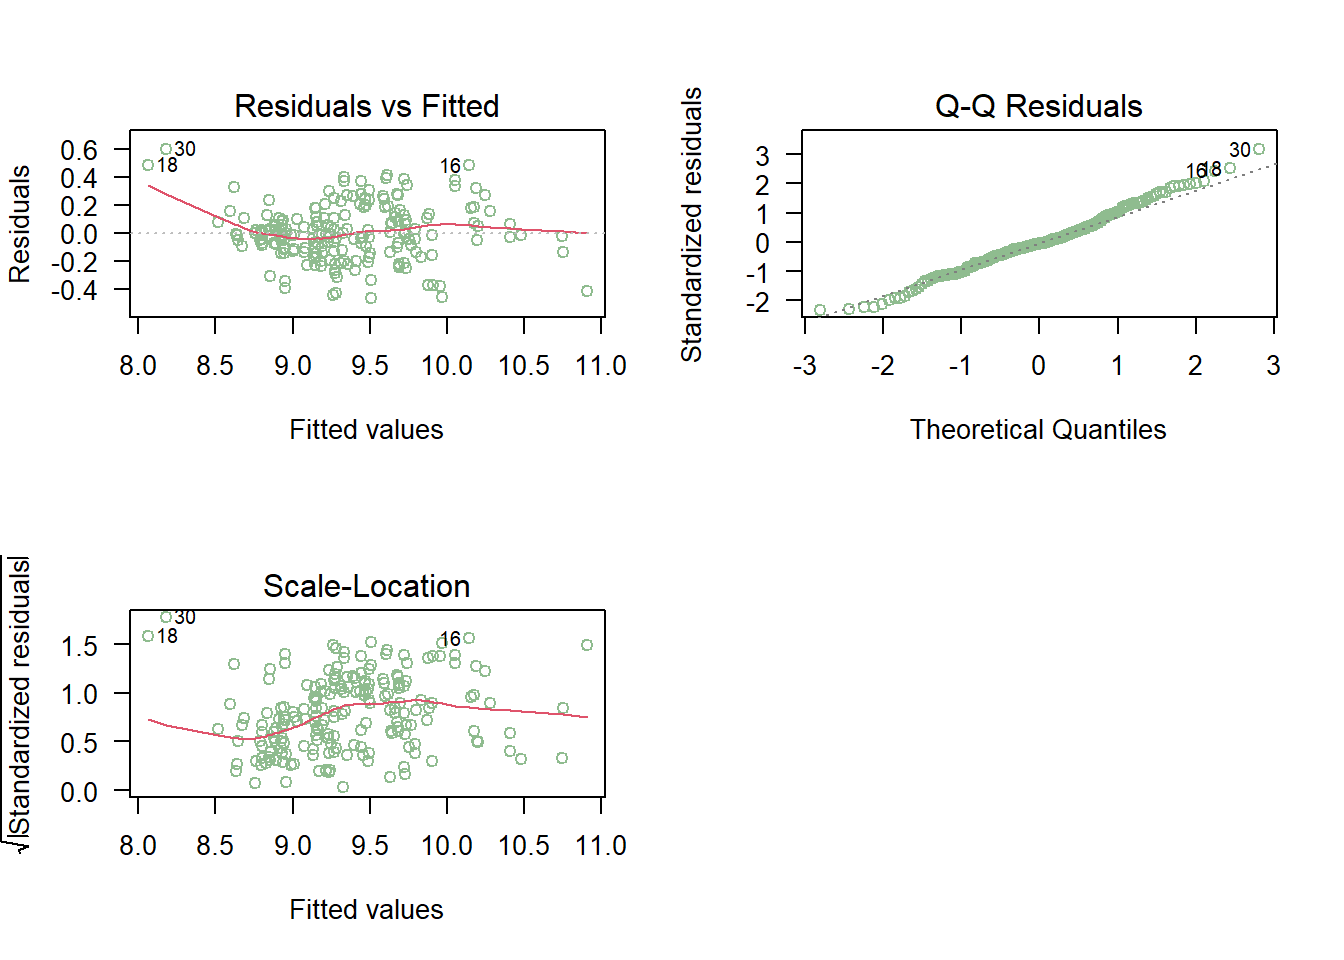 Residuals vs Fitted
Residuals
0.6
0.4
0.2
0.0
-0.2
-0.4
30
18
16
8.0 8.5 9.0 9.5 10.0 10.5 11.0
Fitted values
Q-Q Residuals
Standardized residuals
3
2
1
0
-1
-2
30
16
18
-3 -2 -1 0 1 2 3
Theoretical Quantiles
Scale-Location
√|Standardized residuals|
1.5
1.0
0.5
0.0
30
18
16
8.0 8.5 9.0 9.5 10.0 10.5 11.0
Fitted values